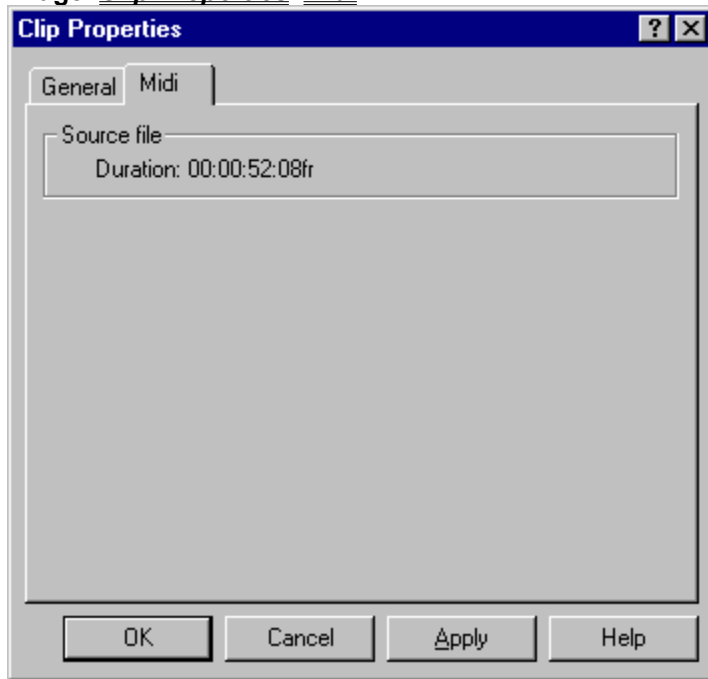 Clip Properties
General Midi
Source file
Duration: 00:00:52:08fr
OK Cancel Apply Help